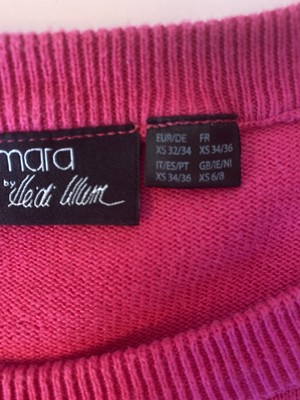 mara
by Heidi Klum
EUR/DE FR
XS 32/34 XS 34/36
IT/ES/PT GB/IE/NI
XS 34/36 XS 6/8